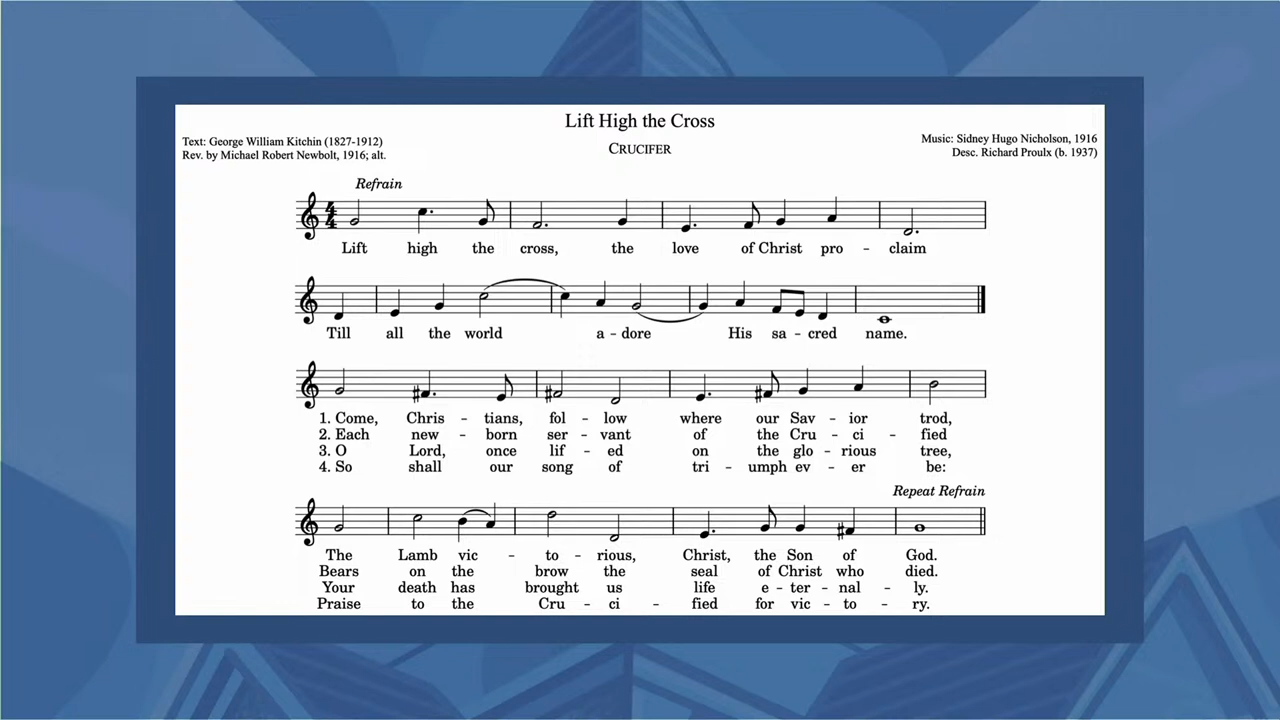 Lift High the Cross
Text: George William Kitchin (1827-1912)
Rev. by Michael Robert Newbolt, 1916; alt.
CRUCIFER
Music: Sidney Hugo Nicholson, 1916
Desc. Richard Proulx (b. 1937)
Refrain
4
4
Lift high the cross, the love of Christ pro – claim
Till all the world a – dore His sa – cred name.
1. Come, Chris – tians, fol – low where our Sav – ior trod,
2. Each new – born ser – vant of the Cru – ci – fied
3. O Lord, once lif – ed on the glo – rious tree,
4. So shall our song of tri – umph ev – er be:
Repeat Refrain
The Lamb vic – to – rious, Christ, the Son of God.
Bears on the brow the seal of Christ who died.
Your death has brought us life e – ter – nal – ly.
Praise to the Cru – ci – fied for vic – to – ry.